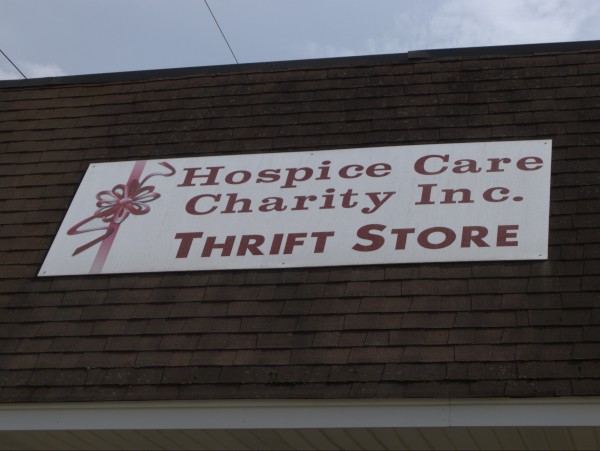 Hospice Care
Charity Inc.
THRIFT STORE